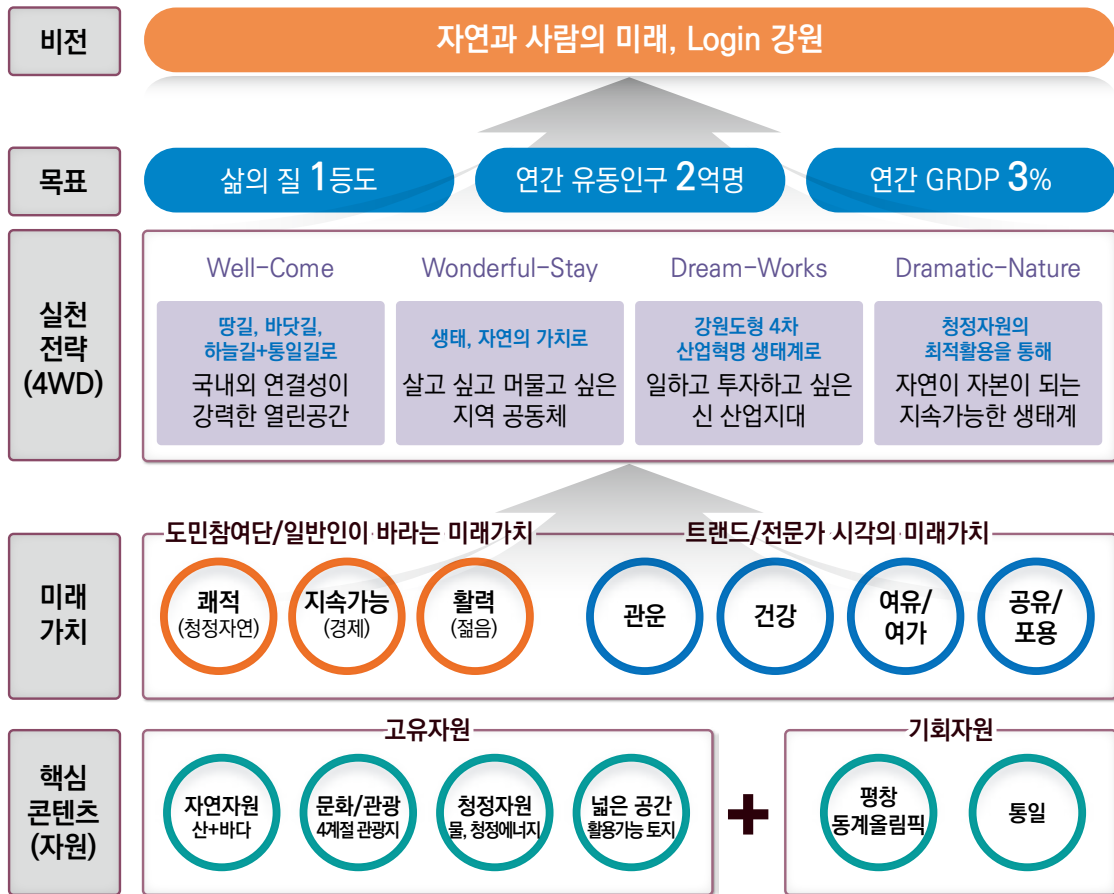 비전
자연과 사람의 미래, Login 강원
목표
삶의 질 1등도
연간 유동인구 2억명
연간 GRDP 3%
실천
전략
(4WD)
Well-Come
땅길, 바닷길,
하늘길+통일길로
국내외 연결성이
강력한 열린공간
Wonderful-Stay
생태, 자연의 가치로
살고 싶고 머물고 싶은
지역 공동체
Dream-Works
강원도형 4차
산업혁명 생태계로
일하고 투자하고 싶은
신 산업지대
Dramatic-Nature
청정자원의
최적활용을 통해
자연이 자본이 되는
지속가능한 생태계
미래
가치
도민참여단/일반인이 바라는 미래가치
쾌적
(청정자연)
지속가능
(경제)
활력
(젊음)
트랜드/전문가 시각의 미래가치
관운
건강
여유/
여가
공유/
포용
핵심
콘텐츠
(자원)
고유자원
자연자원
산+바다
문화/관광
4계절 관광지
청정자원
물, 청정에너지
넓은 공간
활용가능 토지
+
기회자원
평창
동계올림픽
통일